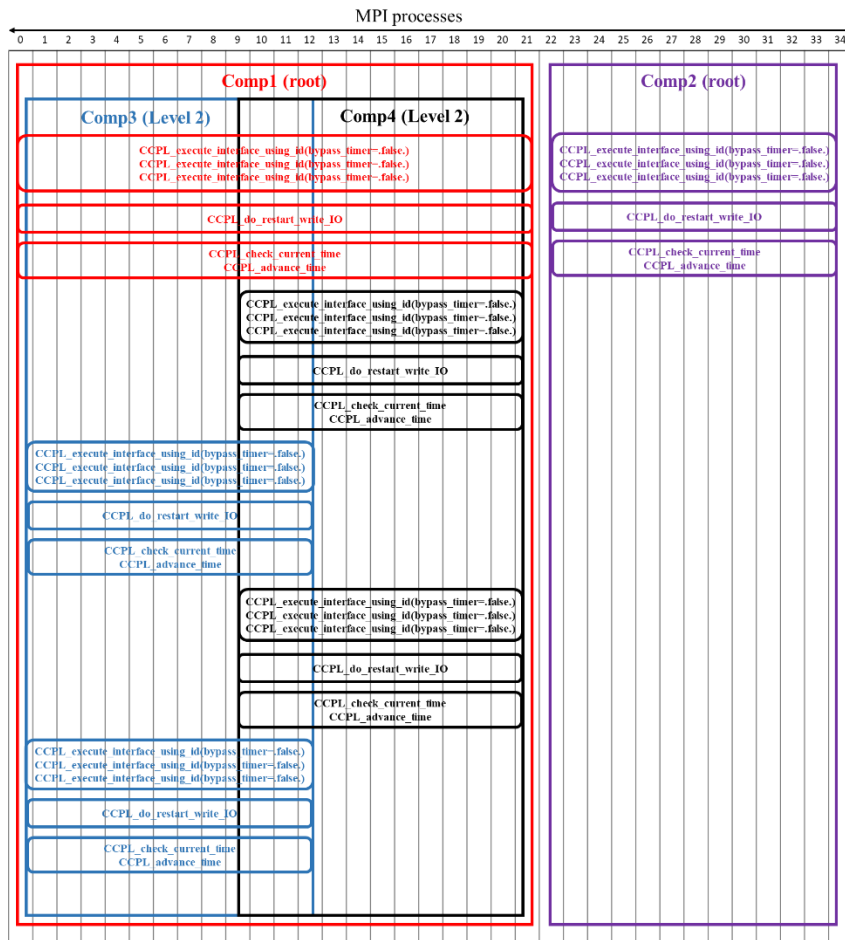 MPI processes
0 1 2 3 4 5 6 7 8 9 10 11 12 13 14 15 16 17 18 19 20 21 22 23 24 25 26 27 28 29 30 31 32 33 34
Comp1 (root)
Comp2 (root)
Comp3 (Level 2)
Comp4 (Level 2)
CCPL_execute_interface_using_id(bypass_timer=.false.)
CCPL_execute_interface_using_id(bypass_timer=.false.)
CCPL_execute_interface_using_id(bypass_timer=.false.)
CCPL_execute_interface_using_id(bypass_timer=.false.)
CCPL_execute_interface_using_id(bypass_timer=.false.)
CCPL_execute_interface_using_id(bypass_timer=.false.)
CCPL_do_restart_write_IO
CCPL_do_restart_write_IO
CCPL_check_current_time
CCPL_advance_time
CCPL_check_current_time
CCPL_advance_time
CCPL_execute_interface_using_id(bypass_timer=.false.)
CCPL_execute_interface_using_id(bypass_timer=.false.)
CCPL_execute_interface_using_id(bypass_timer=.false.)
CCPL_do_restart_write_IO
CCPL_check_current_time
CCPL_advance_time
CCPL_execute_interface_using_id(bypass_timer=.false.)
CCPL_execute_interface_using_id(bypass_timer=.false.)
CCPL_execute_interface_using_id(bypass_timer=.false.)
CCPL_do_restart_write_IO
CCPL_check_current_time
CCPL_advance_time
CCPL_execute_interface_using_id(bypass_timer=.false.)
CCPL_execute_interface_using_id(bypass_timer=.false.)
CCPL_execute_interface_using_id(bypass_timer=.false.)
CCPL_do_restart_write_IO
CCPL_check_current_time
CCPL_advance_time
CCPL_execute_interface_using_id(bypass_timer=.false.)
CCPL_execute_interface_using_id(bypass_timer=.false.)
CCPL_execute_interface_using_id(bypass_timer=.false.)
CCPL_do_restart_write_IO
CCPL_check_current_time
CCPL_advance_time